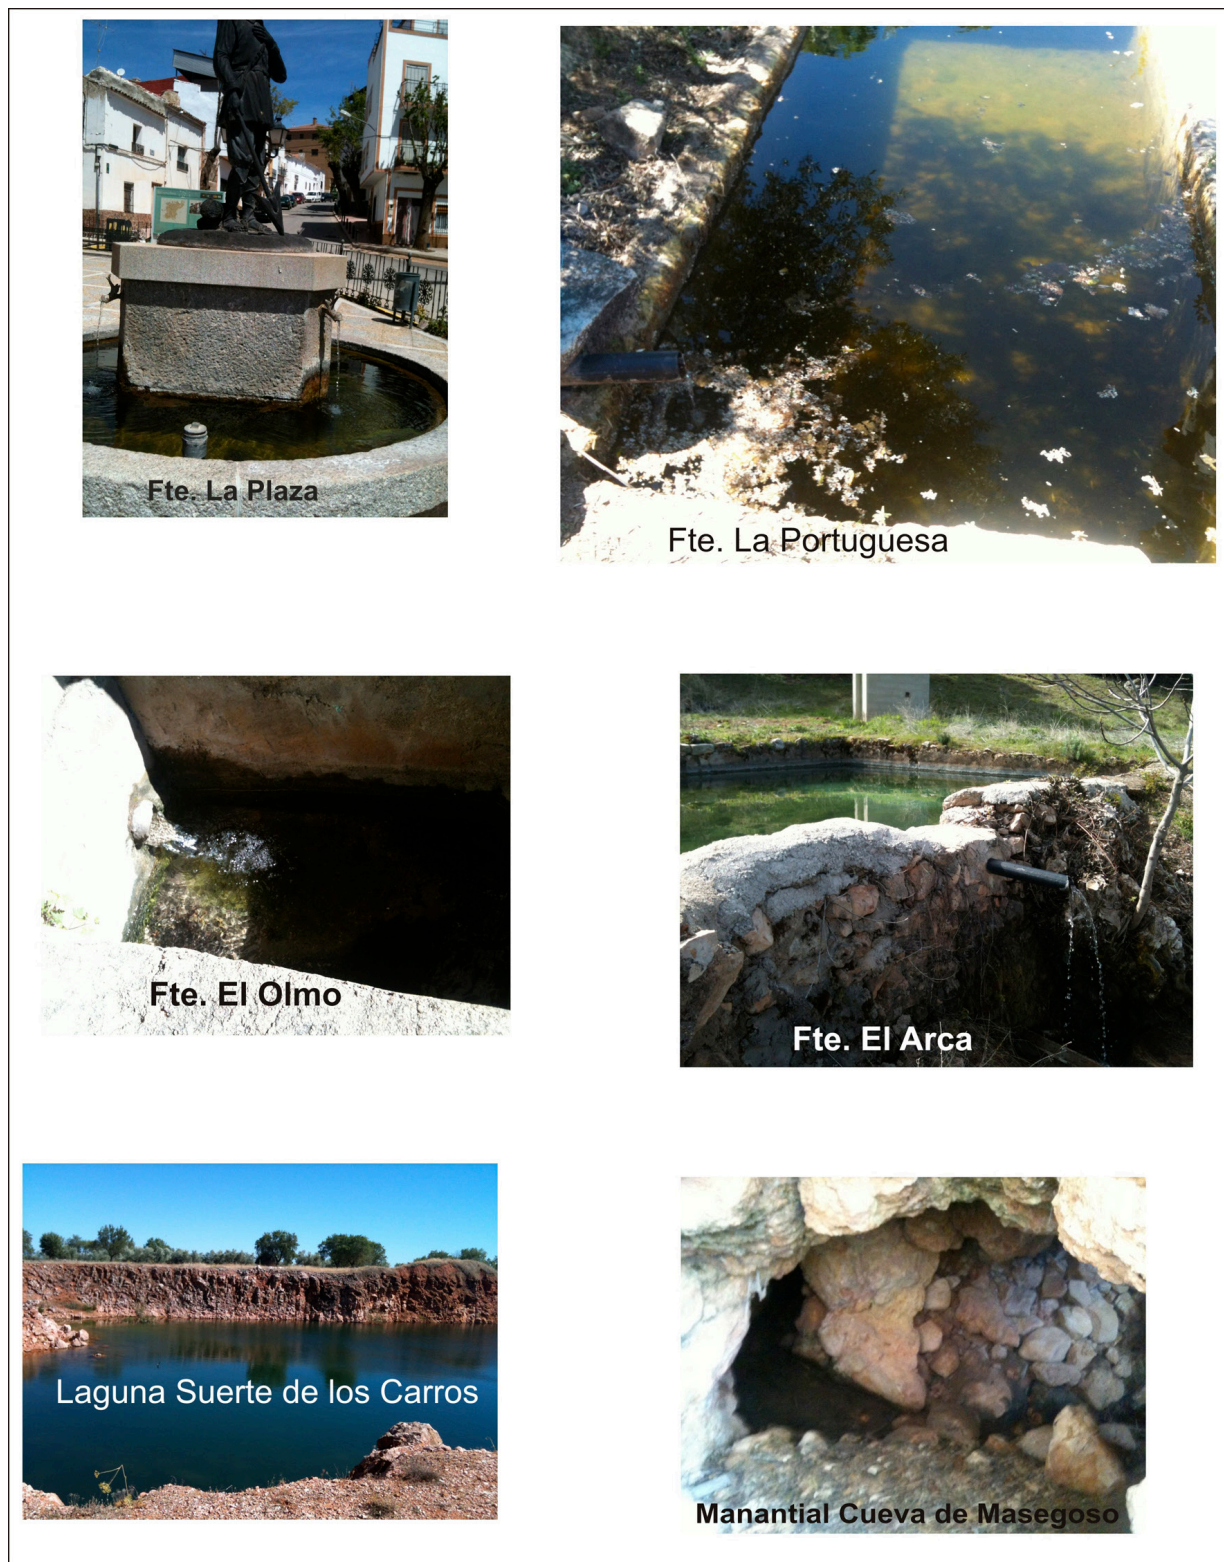 Fte. La Plaza
Fte. La Portuguesa
Fte. El Olmo
Fte. El Arca
Laguna Suerte de los Carros
Manantial Cueva de Masegoso